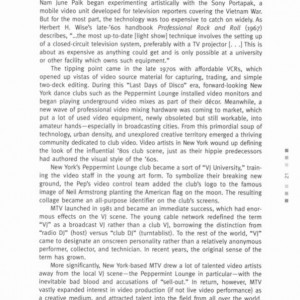 Nam June Paik began experimenting artistically with the Sony Portapak, a
mobile video unit developed for television reporters covering the Vietnam War.
But for the most part, the technology was too expensive to catch on widely. As
Herbert H. Wise's late-'60s handbook Professional Rock and Roll (1967)
describes, "...the most up-to-date [light show] technique involves the setting up
of a closed-circuit television system, preferably with a TV projector [...] This is
about as expensive as anything could get and is only possible at a university
or other facility which owns such equipment."
The tipping point came in the late 1970s with affordable VCRs, which
opened up vistas of video source material for capturing, trading, and simple
two-deck editing. During this "Last Days of Disco" era, forward-looking New
York dance clubs such as the Peppermint Lounge installed video monitors and
began playing underground video mixes as part of their décor. Meanwhile, a
new wave of professional video mixing hardware was coming to market, which
put a lot of used video equipment, newly obsoleted but still workable, into
amateur hands—especially in broadcasting cities. From this primordial soup of
technology, urban density, and unexplored creative territory emerged a thriving
community dedicated to club video. Video artists in New York wound up defining
the look of the influential '80s club scene, just as their hippie predecessors
had authored the visual style of the '60s.
New York's Peppermint Lounge club became a sort of "VJ University," train-
ing the video staff in the young art form. To symbolize their breaking new
ground, the Pep's video control team added the club's logo to the famous image
of Neil Armstrong planting the American flag on the moon. The resulting
collage became an all-purpose identifier on the club's screens.
MTV launched in 1981 and became an immediate success, which had enor-
mous effects on the VJ scene. The young cable network redefined the term
"VJ" as a broadcast VJ rather than a club VJ, borrowing the distinction from
"radio DJ" (host) versus "club DJ" (turntablist). To the rest of the world, "VJ"
came to designate an onscreen personality rather than a relatively anonymous
performer, collector, and technician. In recent years, the original sense of the
term has grown.
More significantly, New York-based MTV drew a lot of talented video artists
away from the local VJ scene—the Peppermint Lounge in particular—with the
inevitable bad blood and accusations of "sell-out." In return, however, MTV
vastly expanded interest in video production (if not live video performance) as
a creative medium, and attracted talent into the field from all over the world